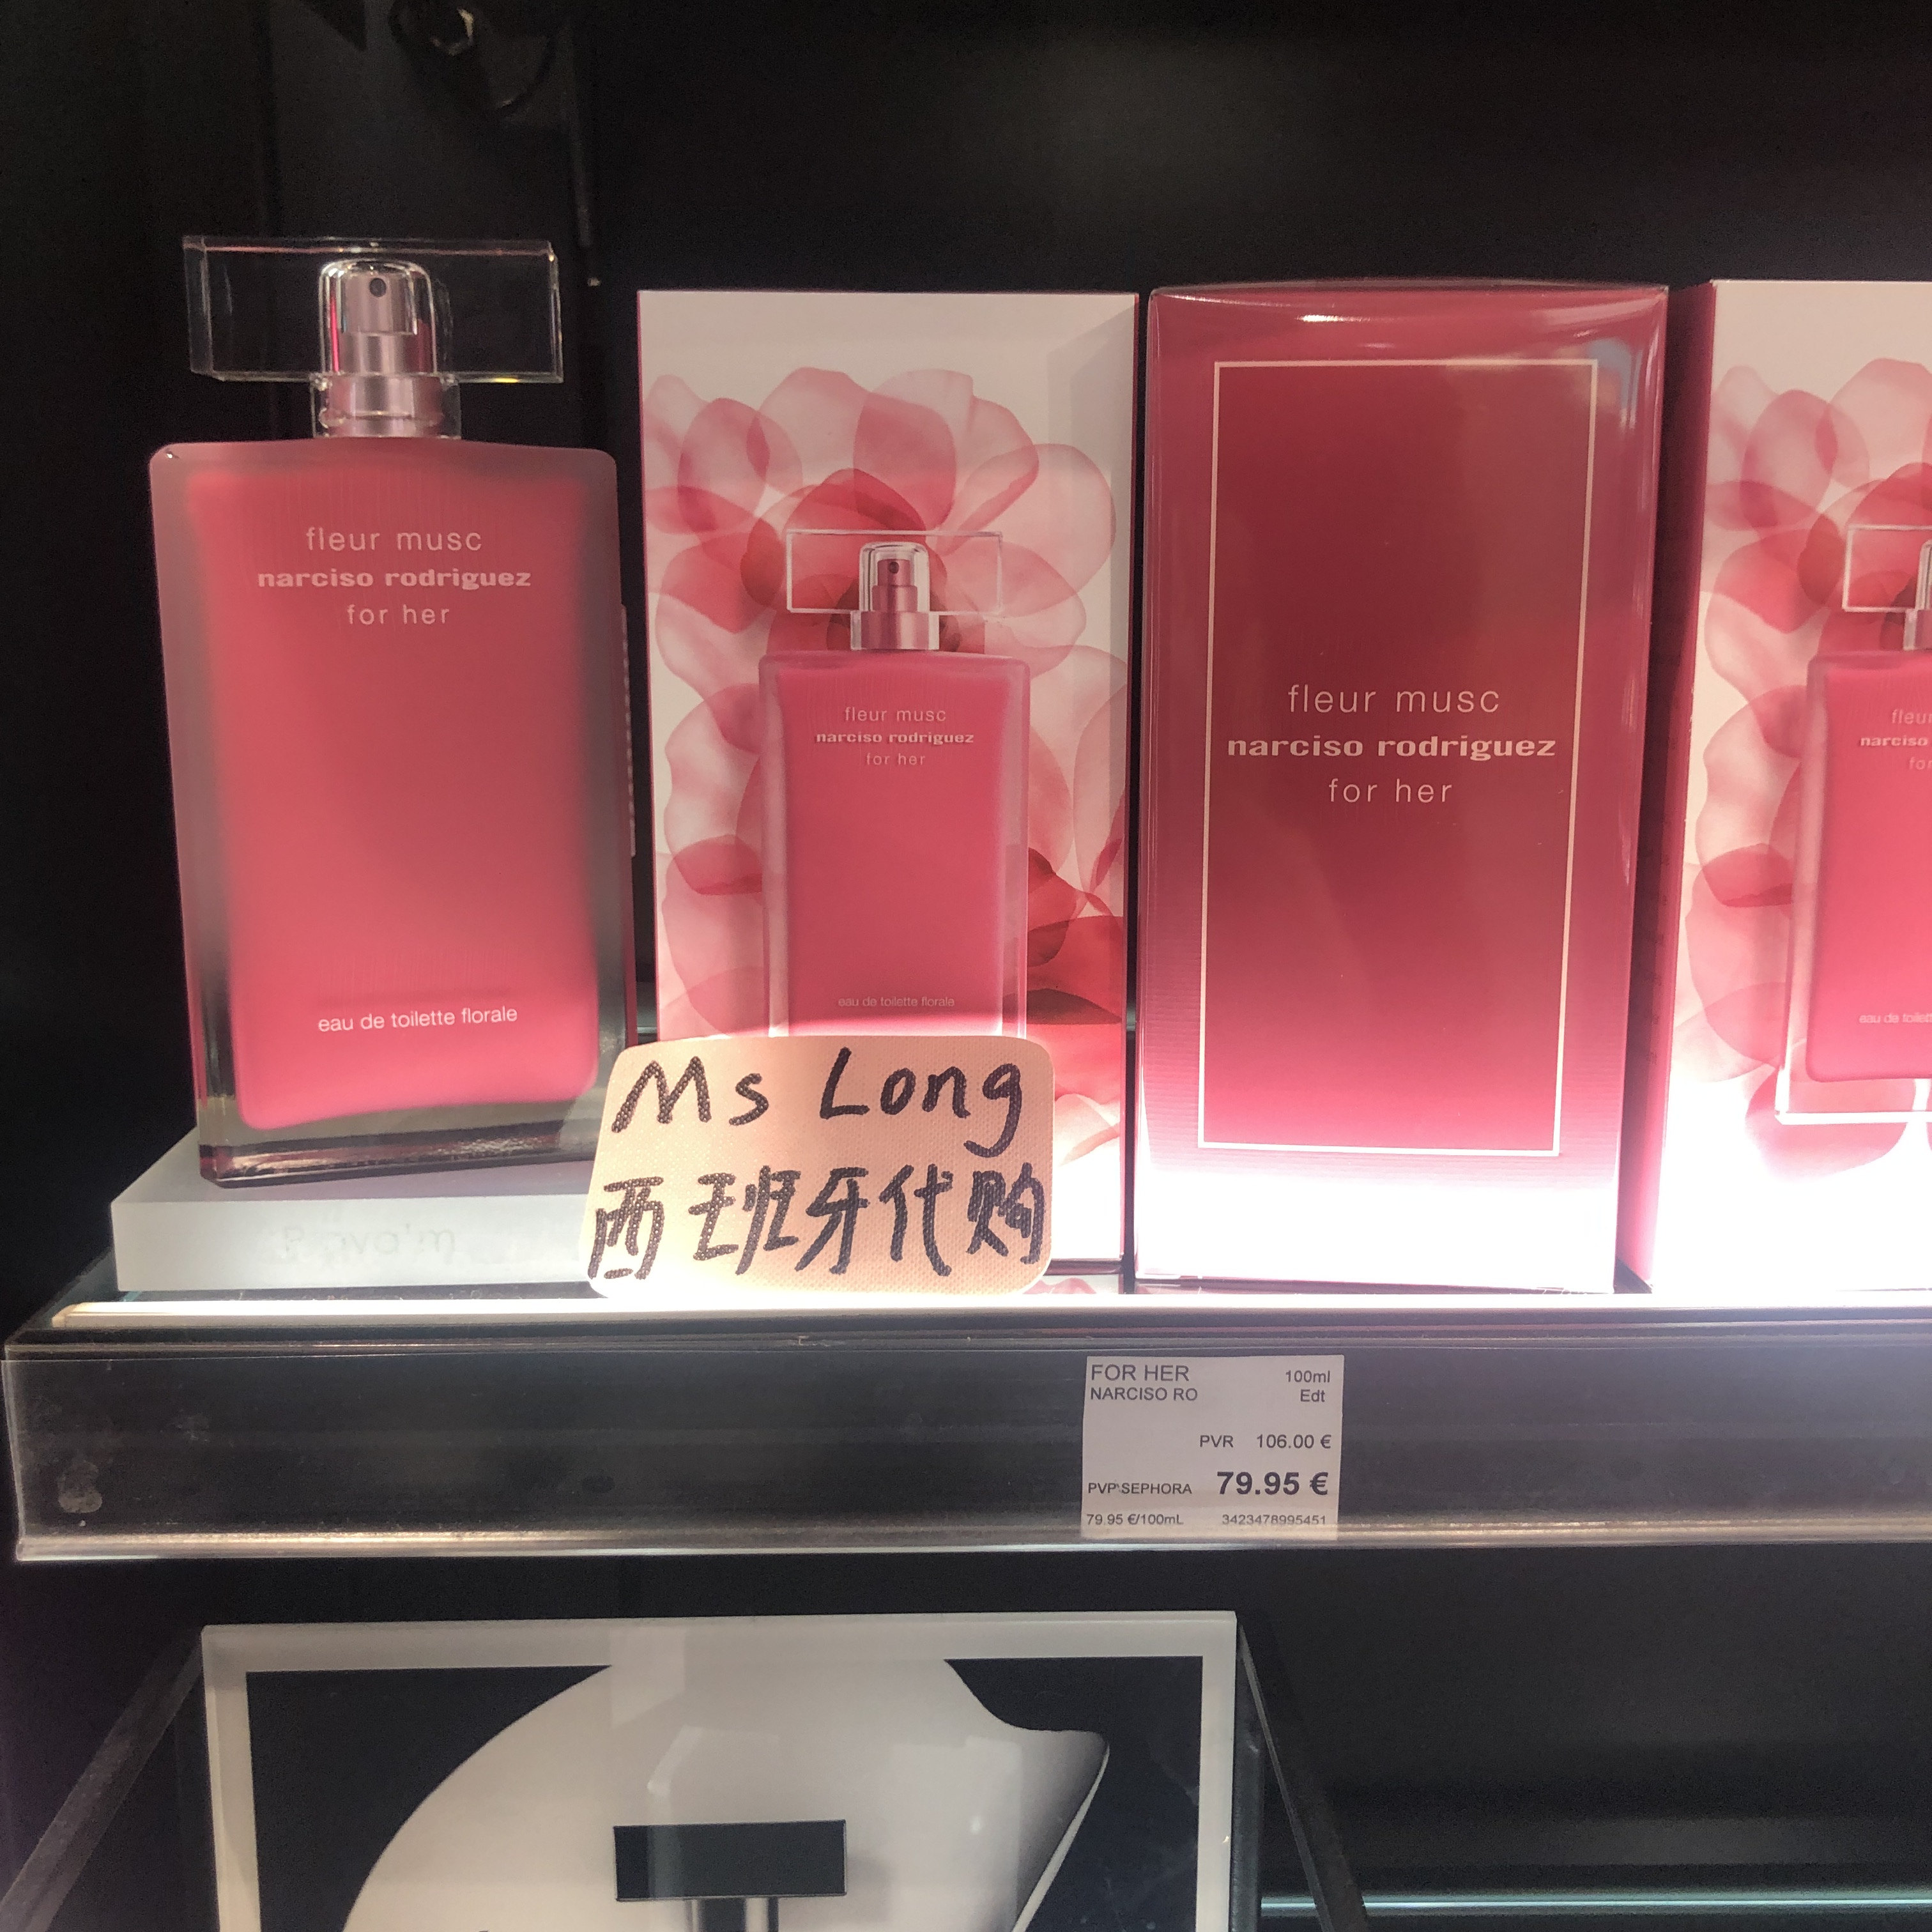 fleur musc
narciso rodriguez
for her
eau de toilette florale
fleur musc
narciso rodriguez
for her
eau de toilette florale
fleur musc
narciso rodriguez
for her
narciso
Ms Long
西班牙代购
FOR HER 100ml
NARCISO RO Edt
PVR 106.00 €
PVP SEPHORA 79.95 €
79.95 €/100mL 3423478995451